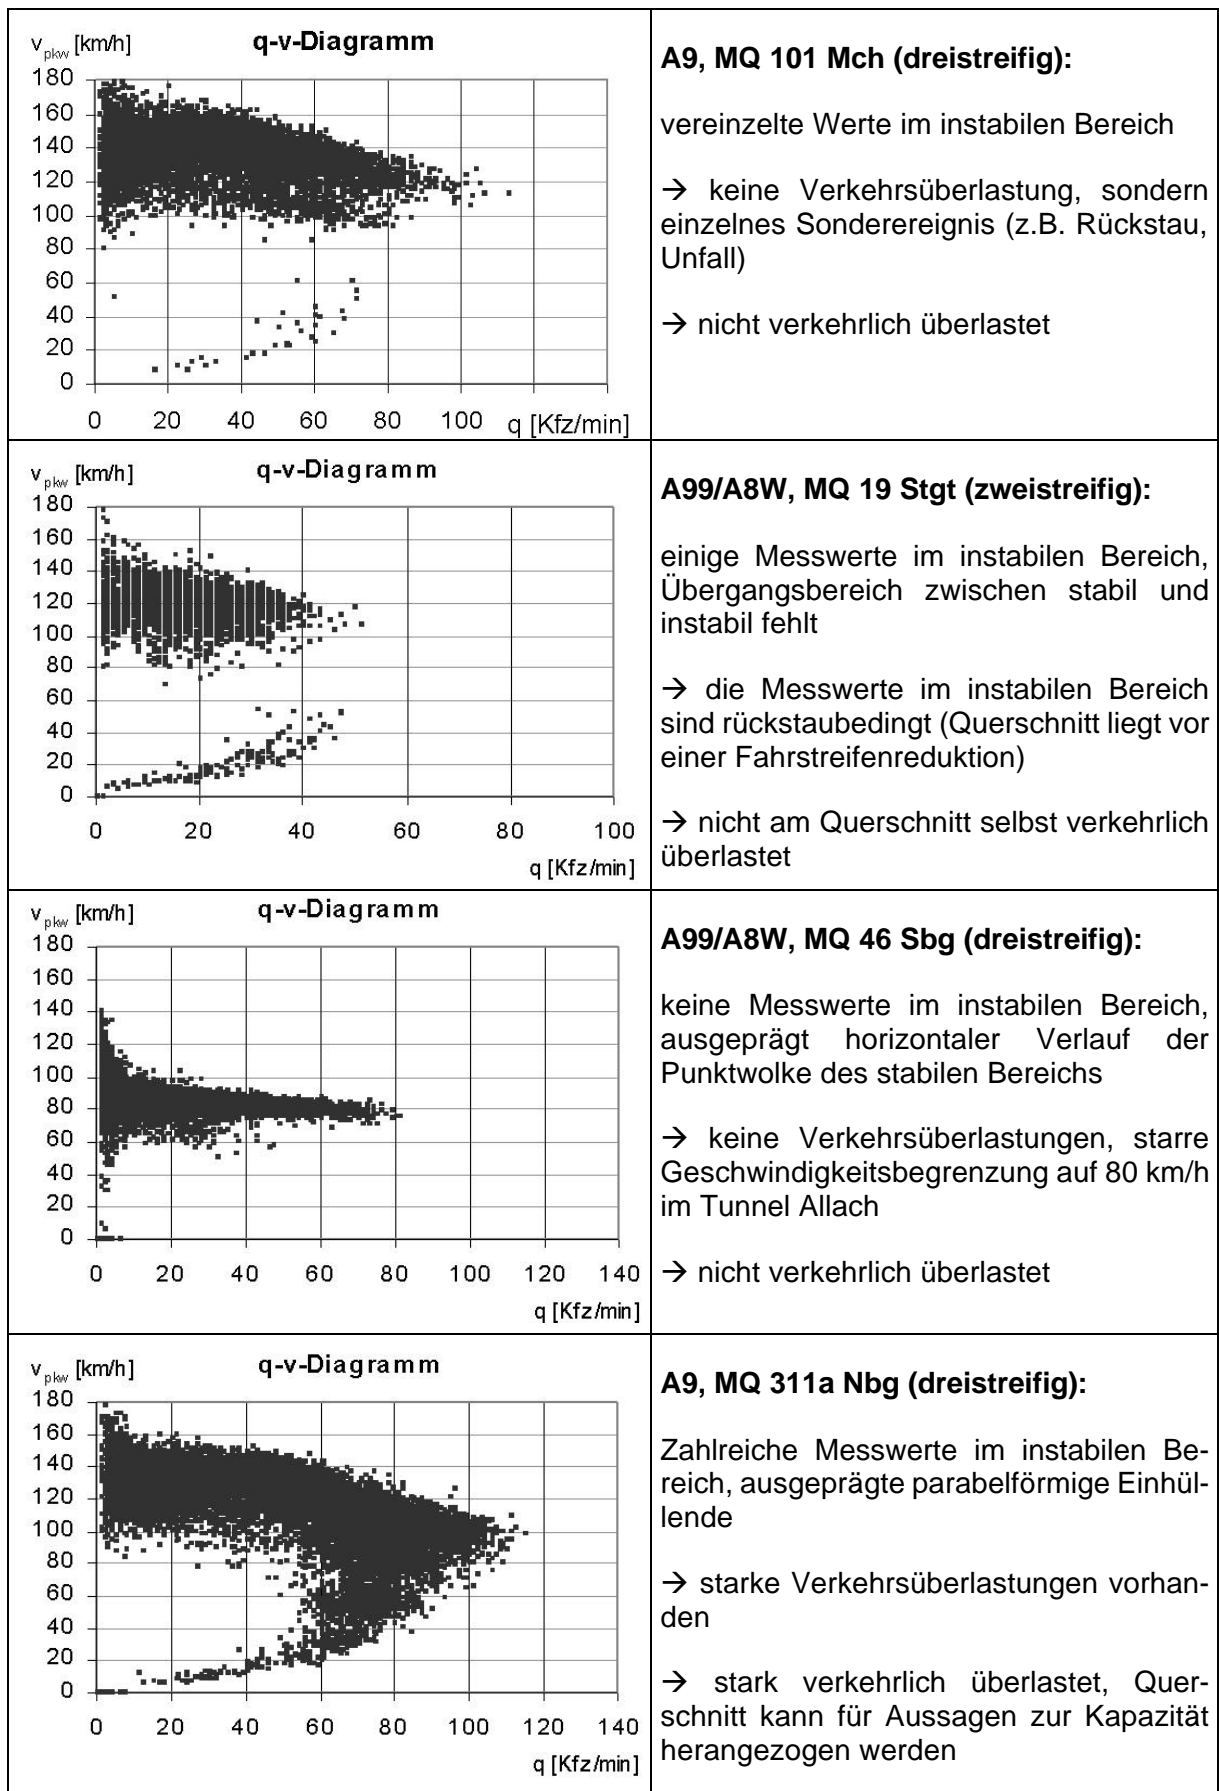 v pkw [km/h] q-v-Diagramm
180
160
140
120
100
80
60
40
20
0
0 20 40 60 80 100 q [Kfz/min]
A9, MQ 101 Mch (dreistreifig):
vereinzelte Werte im instabilen Bereich
→ keine Verkehrsüberlastung, sondern
einzelnes Sonderereignis (z.B. Rückstau,
Unfall)
→ nicht verkehrlich überlastet
v pkw [km/h] q-v-Diagramm
180
160
140
120
100
80
60
40
20
0
0 20 40 60 80 100
q [Kfz/min]
A99/A8W, MQ 19 Stgt (zweistreifig):
einige Messwerte im instabilen Bereich,
Übergangsbereich zwischen stabil und
instabil fehlt
→ die Messwerte im instabilen Bereich
sind rückstaubedingt (Querschnitt liegt vor
einer Fahrstreifenreduktion)
→ nicht am Querschnitt selbst verkehrlich
überlastet
v pkw [km/h] q-v-Diagramm
180
160
140
120
100
80
60
40
20
0
0 20 40 60 80 100 120 140
q [Kfz/min]
A99/A8W, MQ 46 Sbg (dreistreifig):
keine Messwerte im instabilen Bereich,
ausgeprägt horizontaler Verlauf der
Punktwolke des stabilen Bereichs
→ keine Verkehrsüberlastungen, starre
Geschwindigkeitsbegrenzung auf 80 km/h
im Tunnel Allach
→ nicht verkehrlich überlastet
v pkw [km/h] q-v-Diagramm
180
160
140
120
100
80
60
40
20
0
0 20 40 60 80 100 120 140
q [Kfz/min]
A9, MQ 311a Nbg (dreistreifig):
Zahlreiche Messwerte im instabilen Be-
reich, ausgeprägte parabelförmige Einhül-
lende
→ starke Verkehrsüberlastungen vorhan-
den
→ stark verkehrlich überlastet, Quer-
schnitt kann für Aussagen zur Kapazität
herangezogen werden